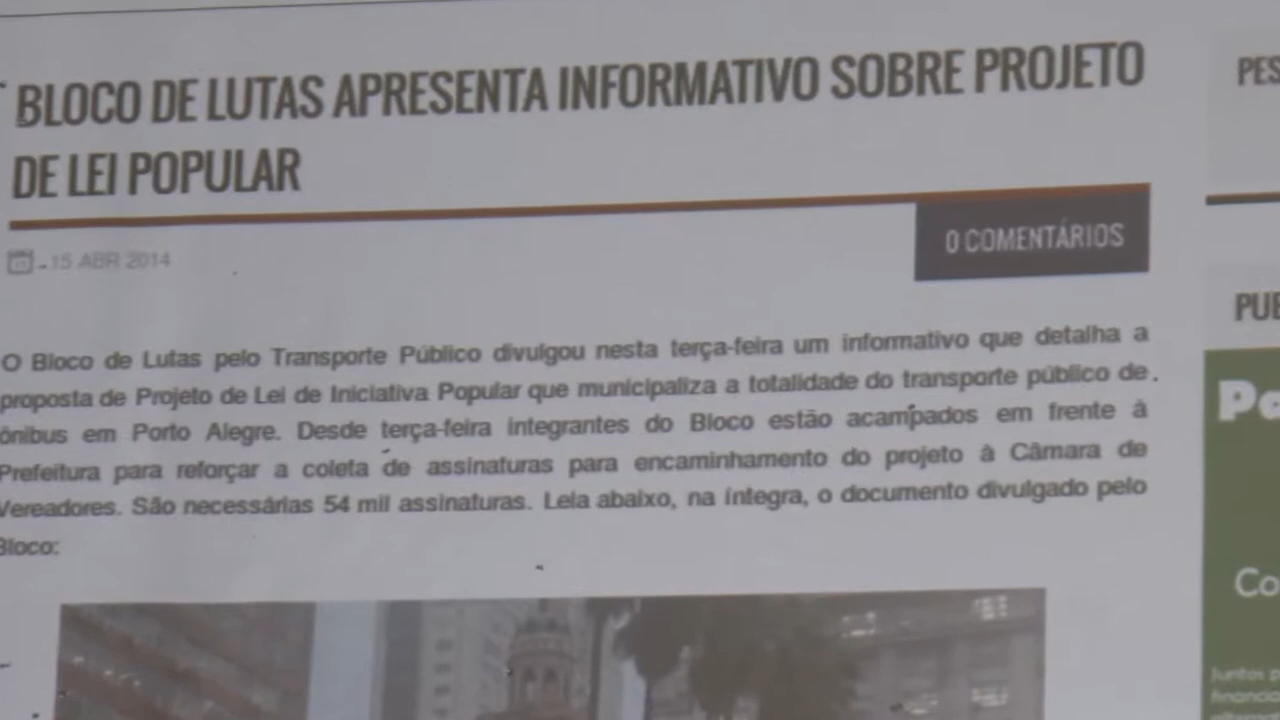 BLOCO DE LUTAS APRESENTA INFORMATIVO SOBRE PROJETO
DE LEI POPULAR
15 ABR 2014
0 COMENTÁRIOS
O Bloco de Lutas pelo Transporte Público divulgou nesta terça-feira um informativo que detalha a
proposta de Projeto de Lei de Iniciativa Popular que municipaliza a totalidade do transporte público de
ônibus em Porto Alegre. Desde terça-feira integrantes do Bloco estão acampados em frente à
Prefeitura para reforçar a coleta de assinaturas para encaminhamento do projeto à Câmara de
Vereadores. São necessárias 54 mil assinaturas. Leia abaixo, na íntegra, o documento divulgado pelo
Bloco:
PES
PUB
Po
Co
Juntos p
financia